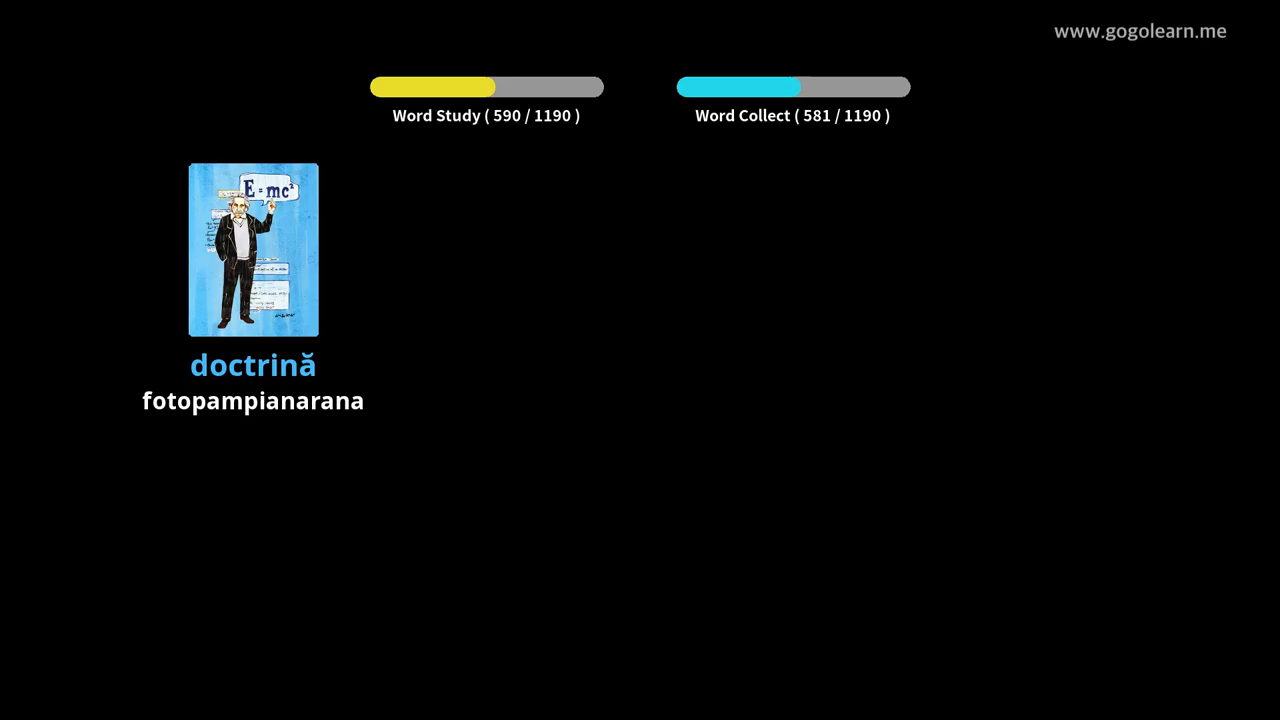 www.gogolearn.me
Word Study ( 590 / 1190 )
Word Collect ( 581 / 1190 )
E = mc²
doctrină
fotopampianarana